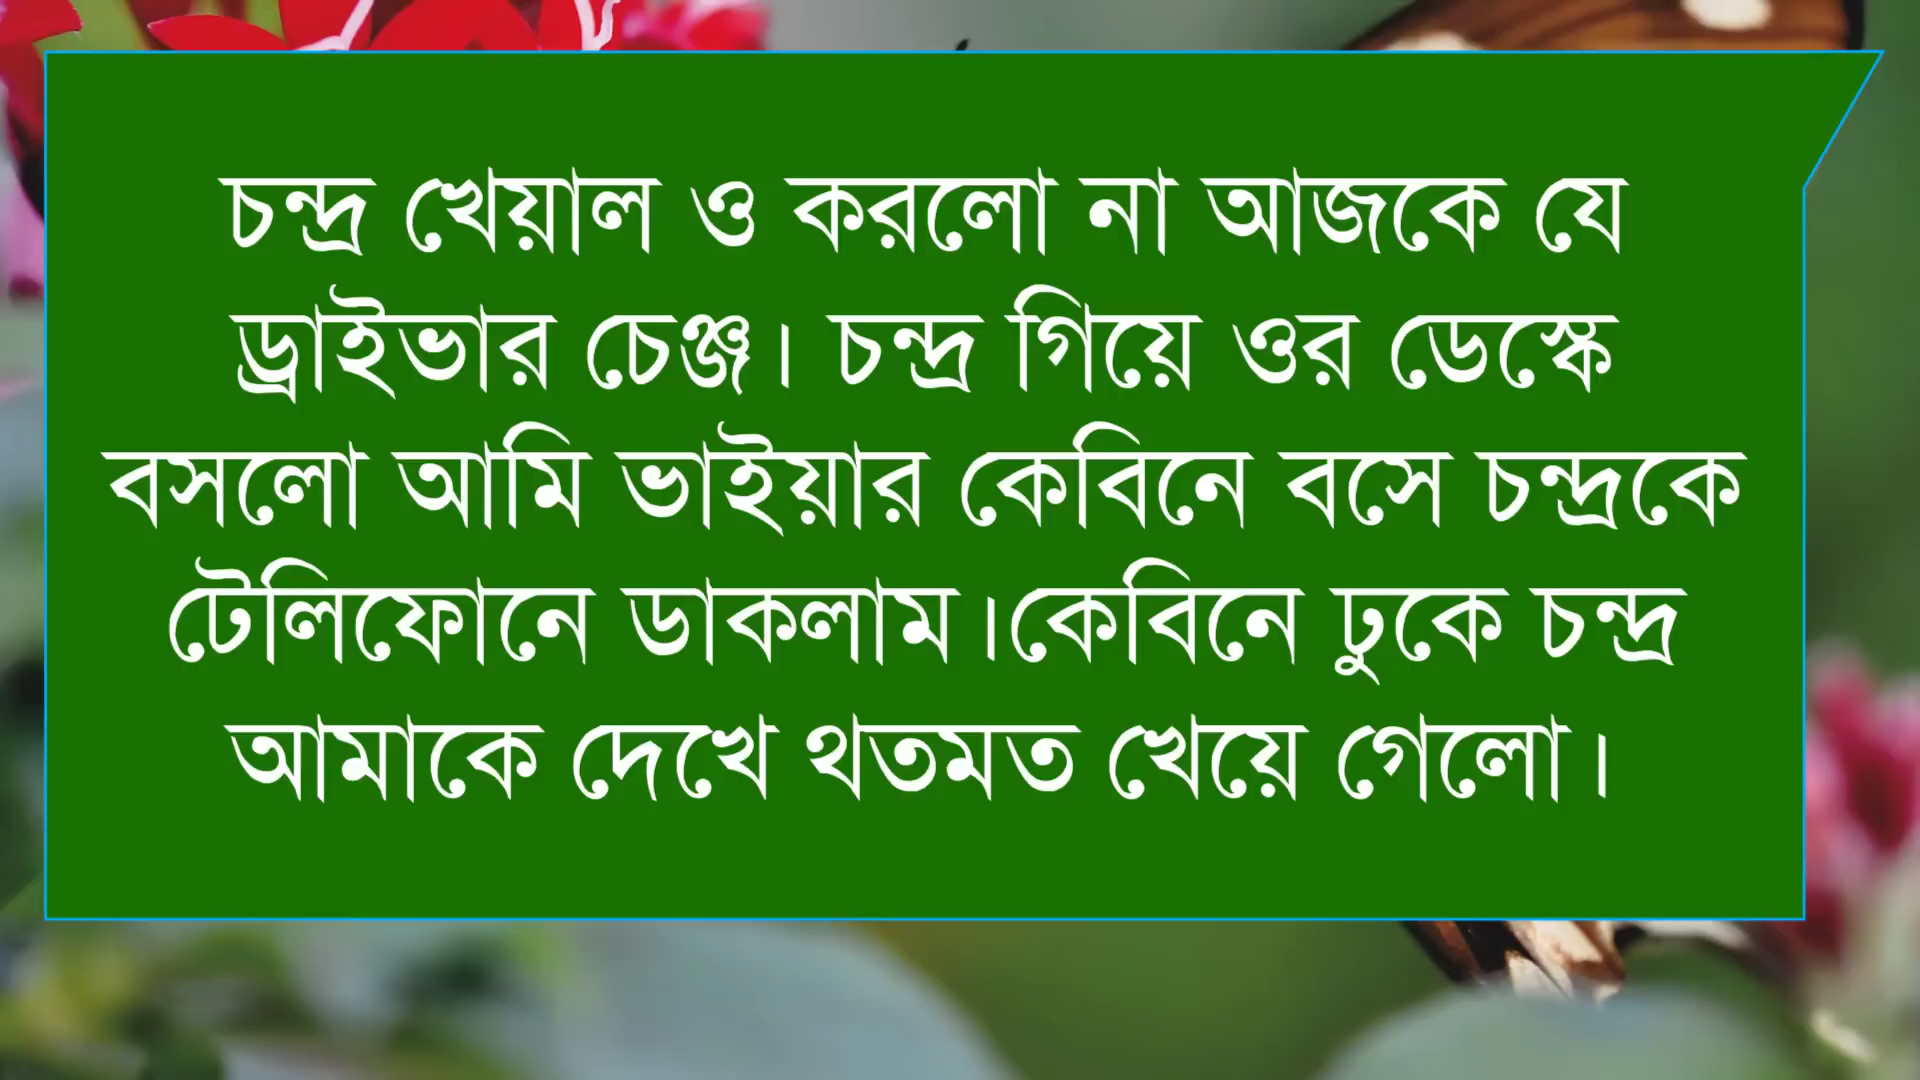 চন্দ্র খেয়াল ও করলো না আজকে যে
ড্রাইভার চেঞ্জ। চন্দ্র গিয়ে ওর ডেস্কে
বসলো আমি ভাইয়ার কেবিনে বসে চন্দ্রকে
টেলিফোনে ডাকলাম।কেবিনে ঢুকে চন্দ্র
আমাকে দেখে থতমত খেয়ে গেলো।